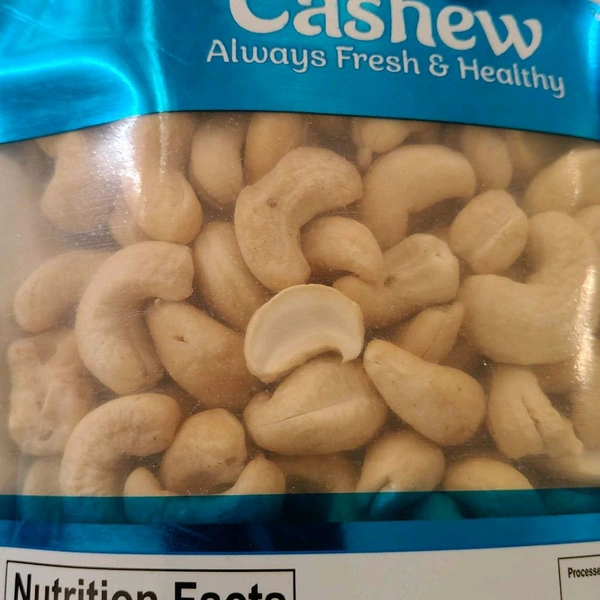 Cashew
Always Fresh & Healthy
Nutrition Facts